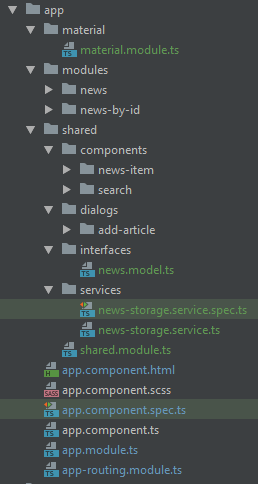 app
material
material.module.ts
modules
news
news-by-id
shared
components
news-item
search
dialogs
add-article
interfaces
news.model.ts
services
news-storage.service.spec.ts
news-storage.service.ts
shared.module.ts
app.component.html
app.component.scss
app.component.spec.ts
app.component.ts
app.module.ts
app-routing.module.ts